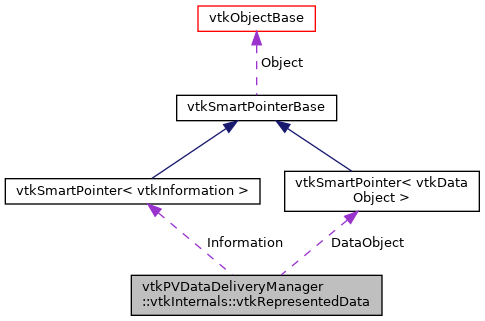 vtkObjectBase
Object
vtkSmartPointerBase
vtkSmartPointer< vtkInformation >
vtkSmartPointer< vtkData
Object >
Information
DataObject
vtkPVDataDeliveryManager
::vtkInternals::vtkRepresentedData